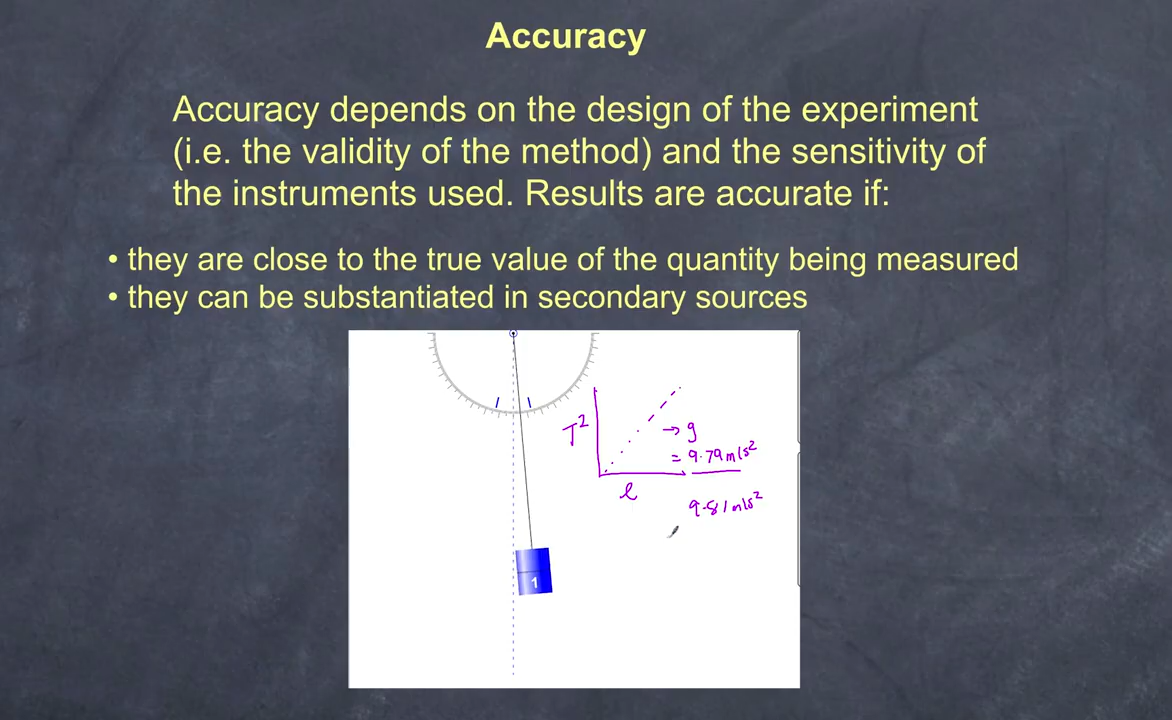 Accuracy
Accuracy depends on the design of the experiment
(i.e. the validity of the method) and the sensitivity of
the instruments used. Results are accurate if:
• they are close to the true value of the quantity being measured
• they can be substantiated in secondary sources
T²
→ g
= 9.79 m/s²
l
9.81 m/s²
1